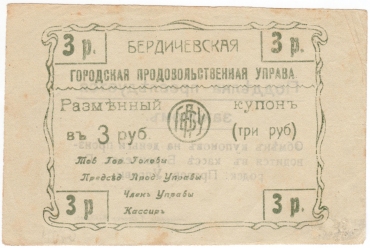 3 р. БЕРДИЧЕВСКАЯ 3 р.
ГОРОДСКАЯ ПРОДОВОЛЬСТВЕННАЯ УПРАВА
Размѣнный купонъ
въ 3 руб. (три руб)
Тов Гор Головы
Предсѣд Прод Управы
Членъ Управы
Кассиръ
3 р 3 р.